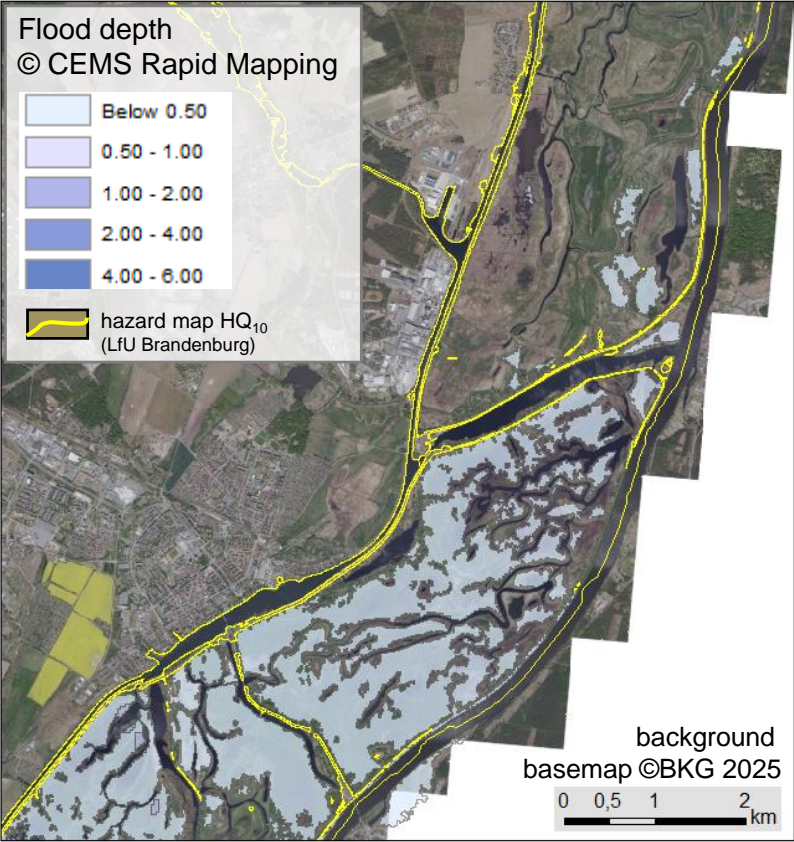 Flood depth
© CEMS Rapid Mapping
Below 0.50
0.50 - 1.00
1.00 - 2.00
2.00 - 4.00
4.00 - 6.00
hazard map HQ₁₀
(LfU Brandenburg)
background
basemap ©BKG 2025
0 0,5 1 2
km